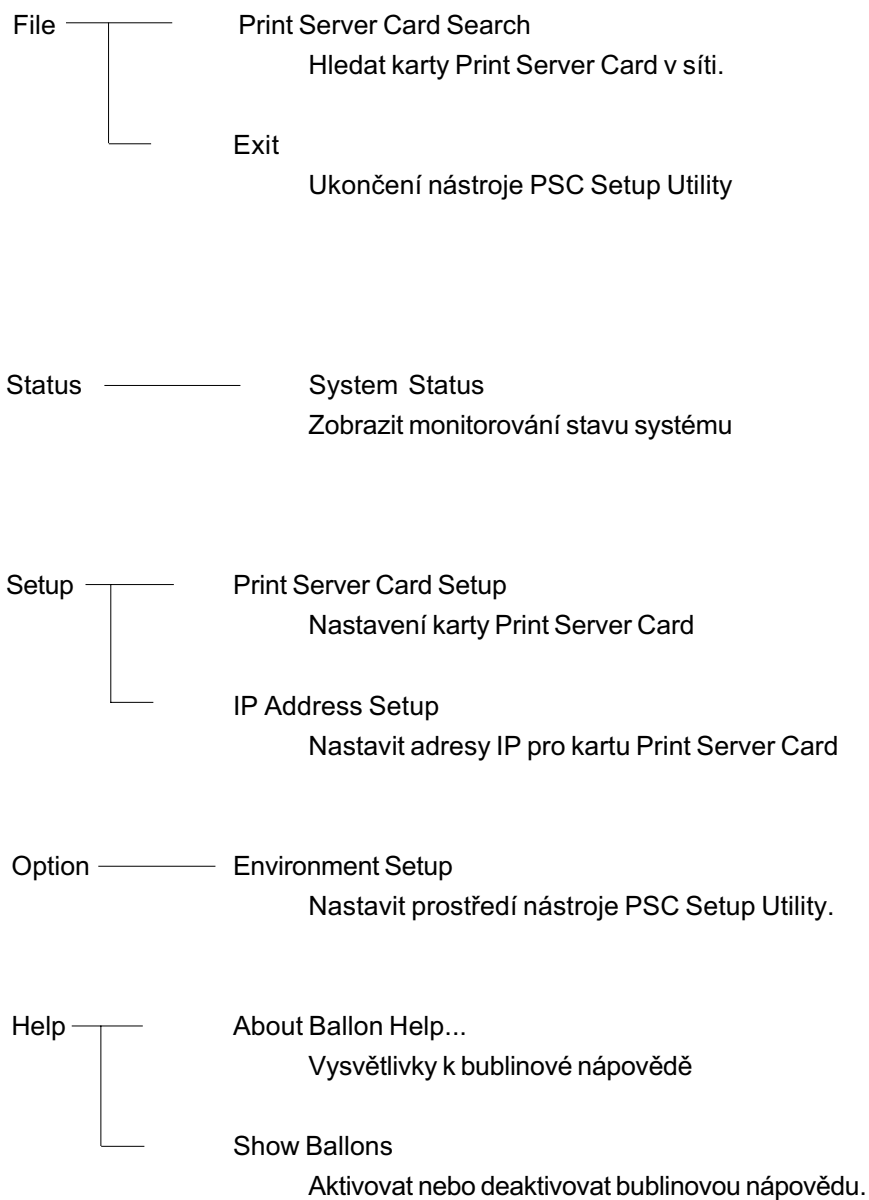 File Print Server Card Search
Hledat karty Print Server Card v síti.
Exit
Ukončení nástroje PSC Setup Utility
Status System Status
Zobrazit monitorování stavu systému
Setup Print Server Card Setup
Nastavení karty Print Server Card
IP Address Setup
Nastavit adresy IP pro kartu Print Server Card
Option Environment Setup
Nastavit prostředí nástroje PSC Setup Utility.
Help About Ballon Help...
Vysvětlivky k bublinové nápovědě
Show Ballons
Aktivovat nebo deaktivovat bublinovou nápovědu.